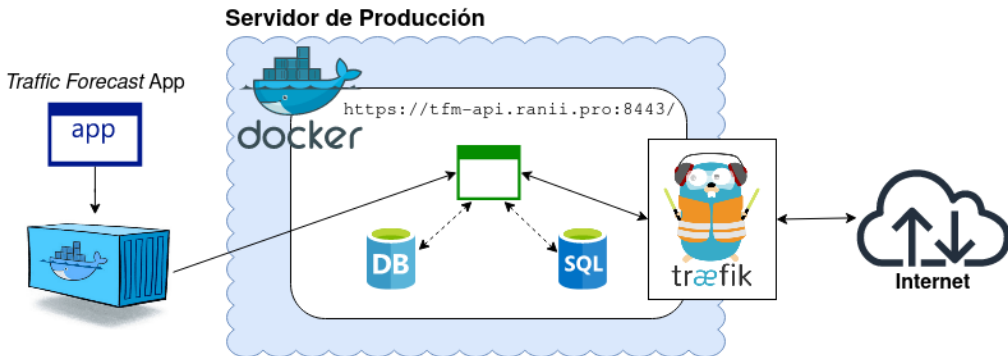 Servidor de Producción
Traffic Forecast App
app
docker
https://tfm-api.ranii.pro:8443/
DB
SQL
træfik
Internet